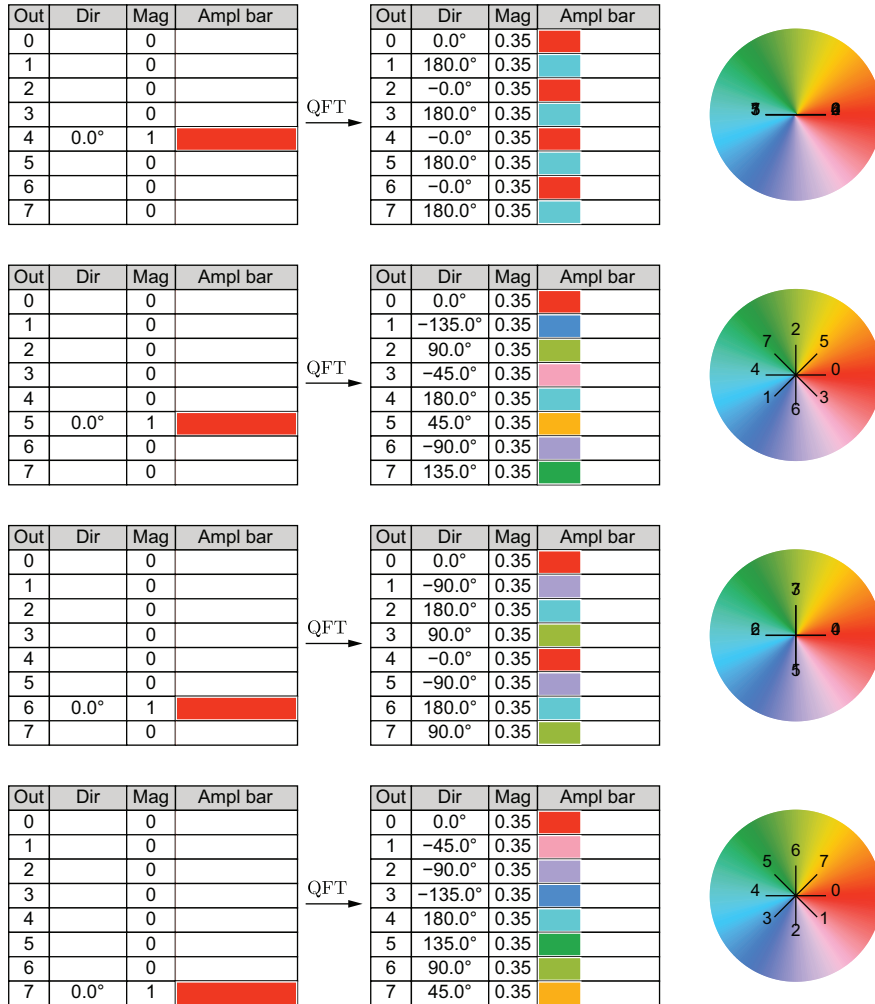 Out Dir Mag Ampl bar Out Dir Mag Ampl bar
0 0 0 0.0° 0.35
1 0 1 180.0° 0.35
2 0 2 −0.0° 0.35
3 0 QFT 3 180.0° 0.35
4 0.0° 1 4 −0.0° 0.35
5 0 5 180.0° 0.35
6 0 6 −0.0° 0.35
7 0 7 180.0° 0.35
Out Dir Mag Ampl bar Out Dir Mag Ampl bar
0 0 0 0.0° 0.35
1 0 1 −135.0° 0.35 2
2 0 2 90.0° 0.35 7 5
3 0 QFT 3 −45.0° 0.35 4 0
4 0 4 180.0° 0.35 1 3
5 0.0° 1 5 45.0° 0.35 6
6 0 6 −90.0° 0.35
7 0 7 135.0° 0.35
Out Dir Mag Ampl bar Out Dir Mag Ampl bar
0 0 0 0.0° 0.35
1 0 1 −90.0° 0.35
2 0 2 180.0° 0.35
3 0 QFT 3 90.0° 0.35
4 0 4 −0.0° 0.35
5 0 5 −90.0° 0.35
6 0.0° 1 6 180.0° 0.35
7 0 7 90.0° 0.35
Out Dir Mag Ampl bar Out Dir Mag Ampl bar
0 0 0 0.0° 0.35
1 0 1 −45.0° 0.35 6
2 0 2 −90.0° 0.35 5 7
3 0 QFT 3 −135.0° 0.35 4 0
4 0 4 180.0° 0.35 3 1
5 0 5 135.0° 0.35 2
6 0 6 90.0° 0.35
7 0.0° 1 7 45.0° 0.35